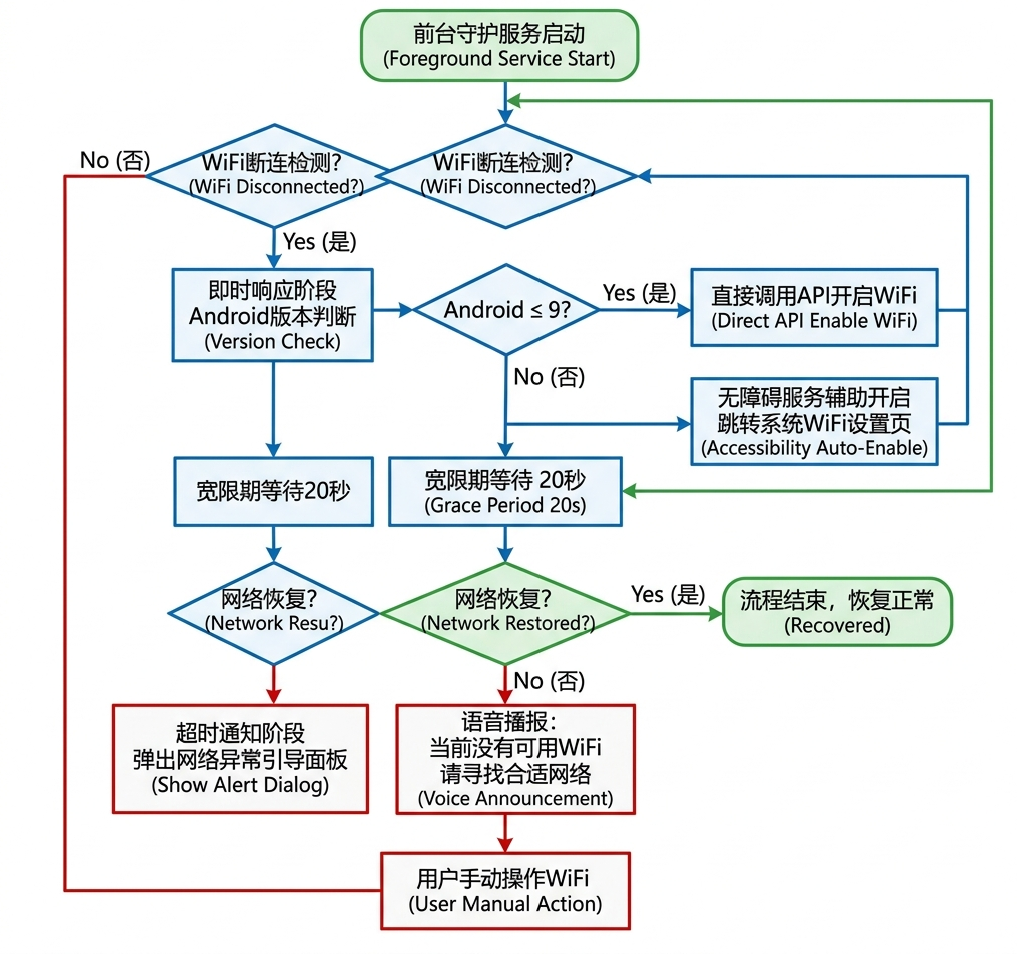 前台守护服务启动
(Foreground Service Start)
No (否)
WiFi断连检测?
(WiFi Disconnected?)
WiFi断连检测?
(WiFi Disconnected?)
Yes (是)
即时响应阶段
Android版本判断
(Version Check)
Android ≤ 9?
Yes (是)
直接调用API开启WiFi
(Direct API Enable WiFi)
No (否)
无障碍服务辅助开启
跳转系统WiFi设置页
(Accessibility Auto-Enable)
宽限期等待20秒
宽限期等待 20秒
(Grace Period 20s)
网络恢复?
(Network Resu?)
网络恢复?
(Network Restored?)
Yes (是)
流程结束，恢复正常
(Recovered)
No (否)
超时通知阶段
弹出网络异常引导面板
(Show Alert Dialog)
语音播报：
当前没有可用WiFi
请寻找合适网络
(Voice Announcement)
用户手动操作WiFi
(User Manual Action)